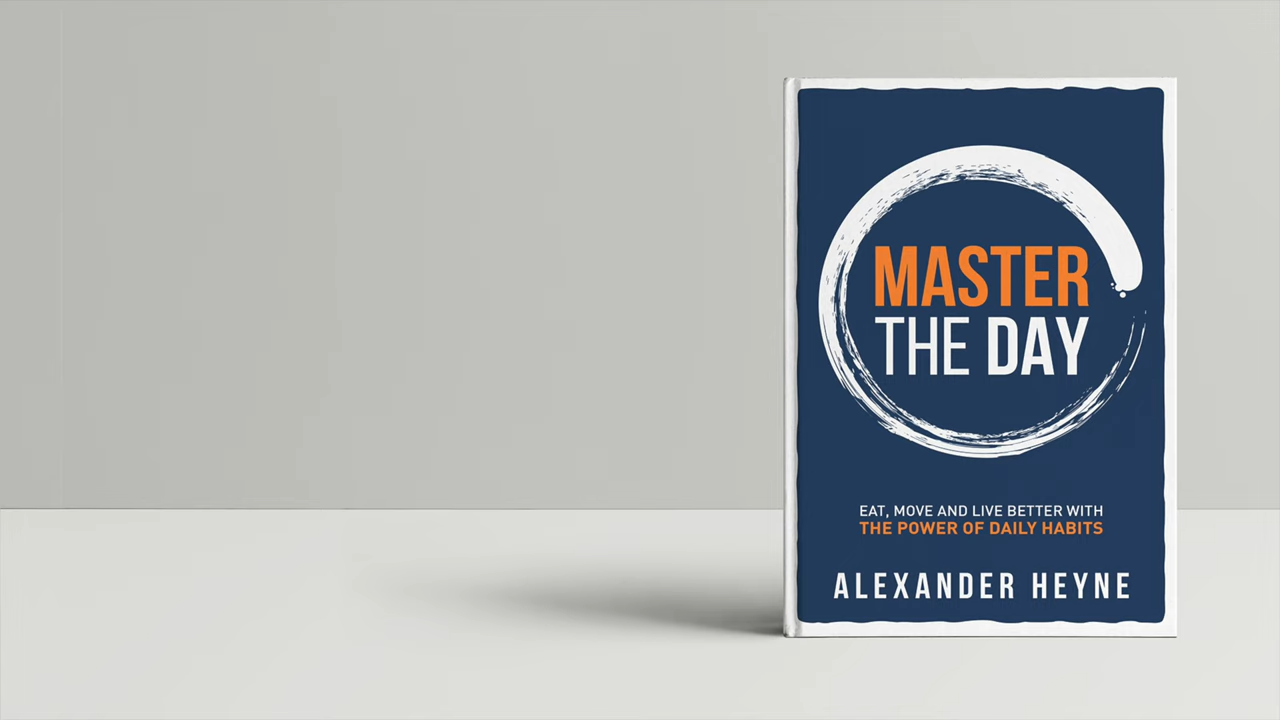 MASTER
THE DAY
EAT, MOVE AND LIVE BETTER WITH
THE POWER OF DAILY HABITS
ALEXANDER HEYNE